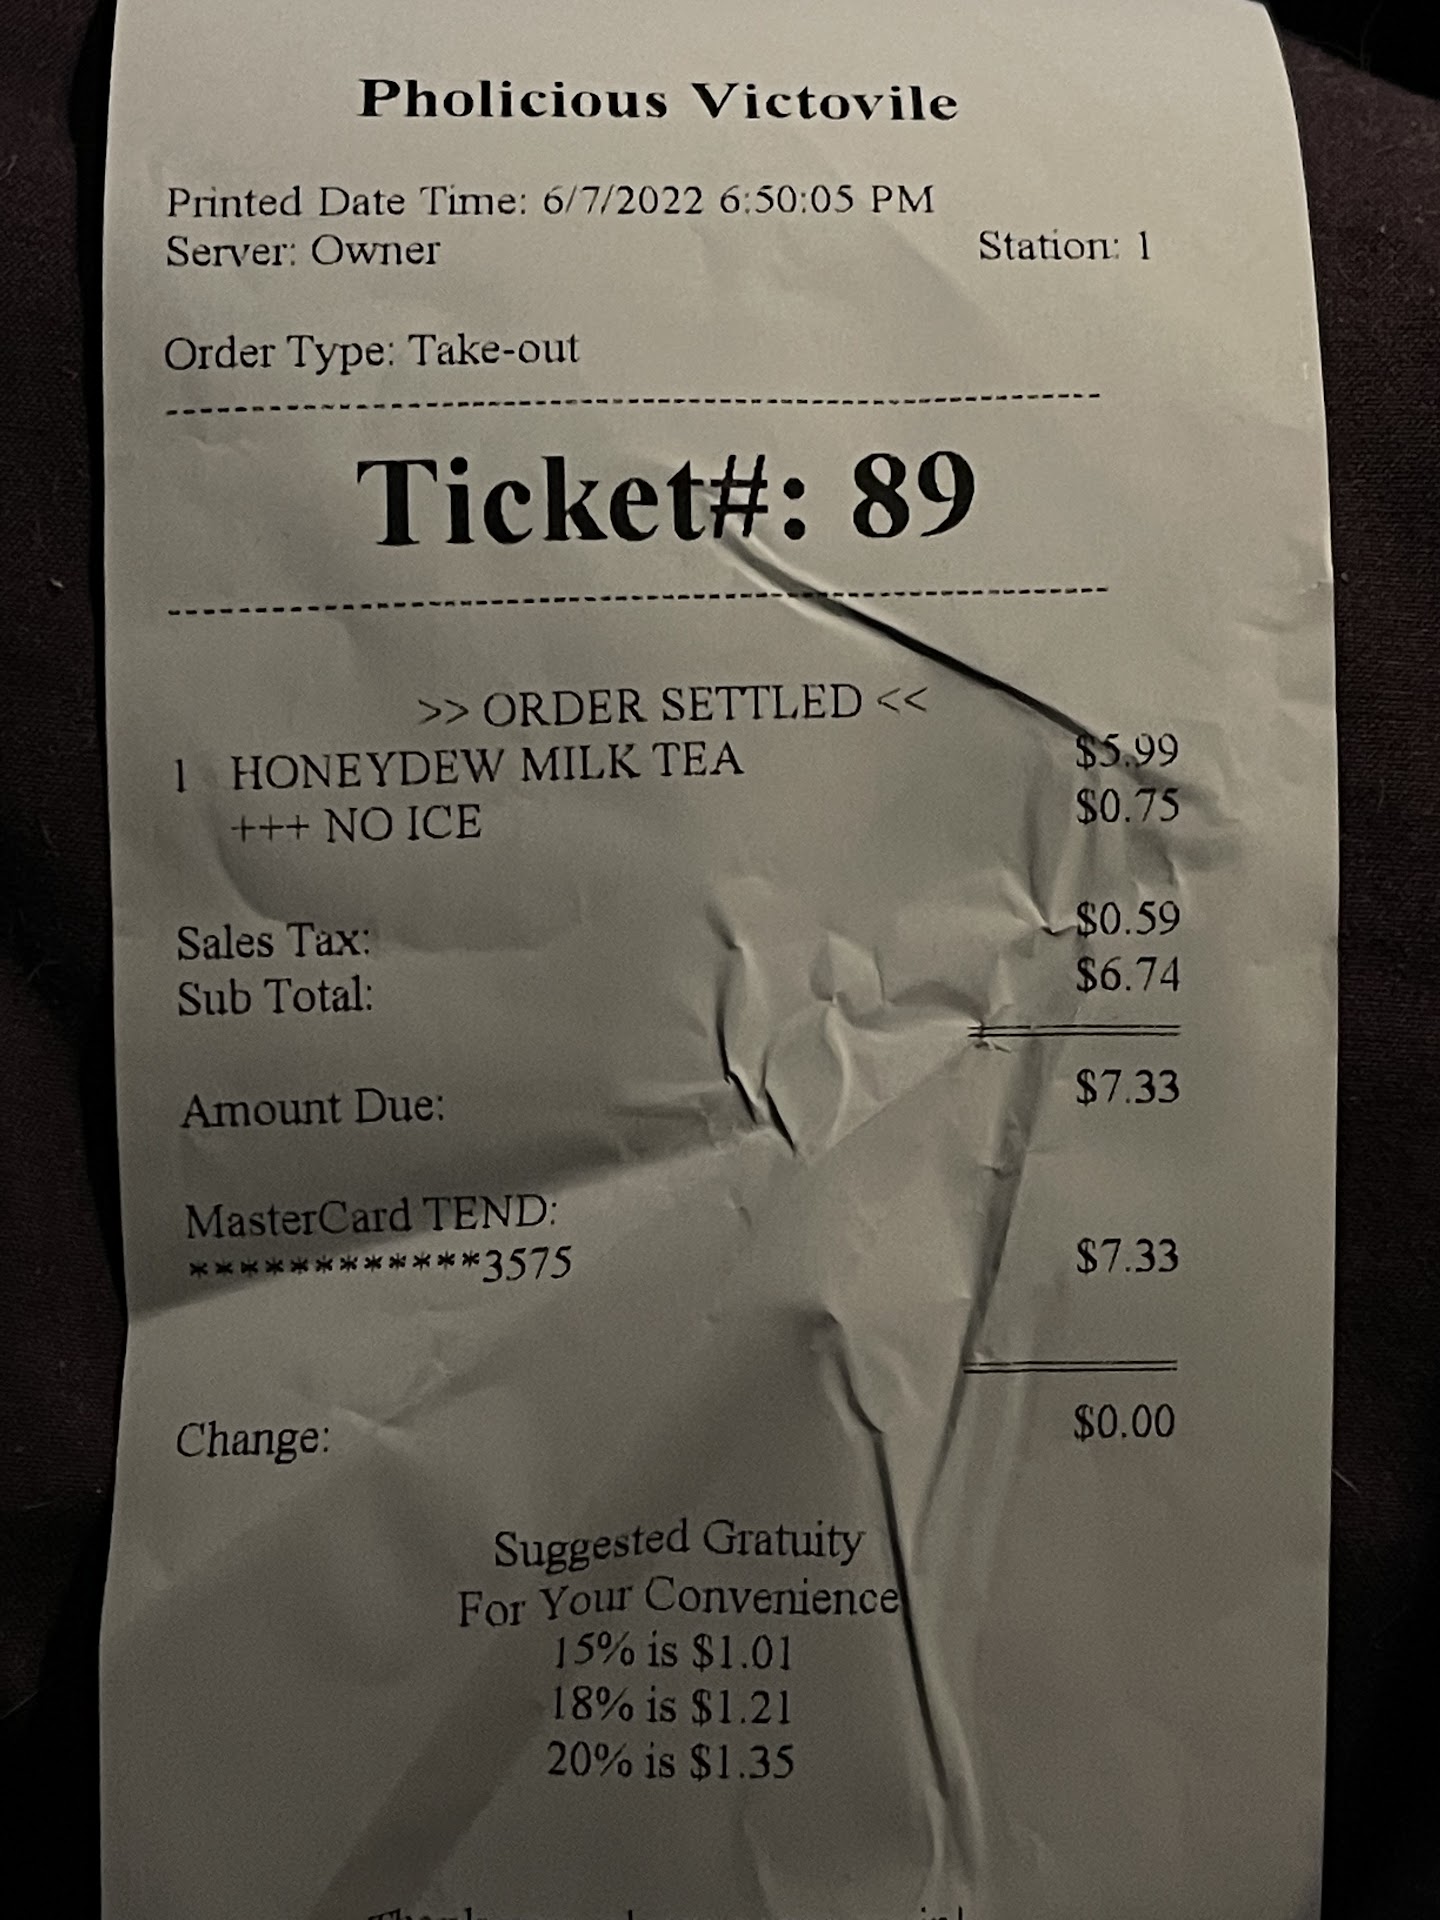 Pholicious Victovile
Printed Date Time: 6/7/2022 6:50:05 PM
Server: Owner Station: 1
Order Type: Take-out
Ticket#: 89
>> ORDER SETTLED <<
1 HONEYDEW MILK TEA $5.99
+++ NO ICE $0.75
Sales Tax: $0.59
Sub Total: $6.74
Amount Due: $7.33
MasterCard TEND:
************3575 $7.33
Change: $0.00
Suggested Gratuity
For Your Convenience
15% is $1.01
18% is $1.21
20% is $1.35